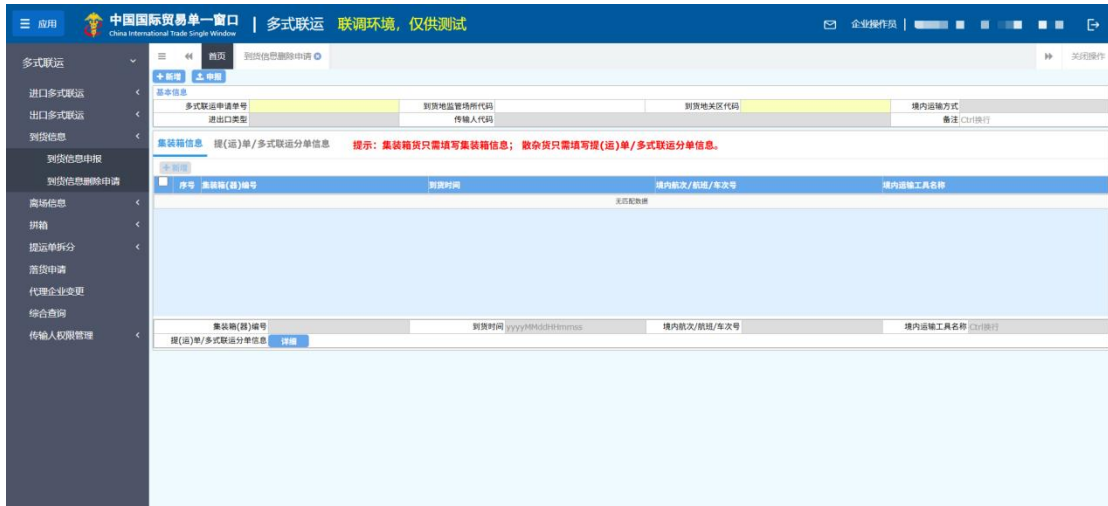 应用 中国国际贸易单一窗口 | 多式联运 联调环境，仅供测试 企业操作员 |
China International Trade Single Window
多式联运
首页 到货信息删除申请 关闭操作
+新增 申报
基本信息
多式联运申请单号 到货地监管场所代码 到货地关区代码 境内运输方式
进出口类型 传输人代码 备注 Ctrl换行
集装箱信息 提(运)单/多式联运分单信息 提示：集装箱货只需填写集装箱信息； 散杂货只需填写提(运)单/多式联运分单信息。
+新增
序号 集装箱(器)编号 到货时间 境内航次/航班/车次号 境内运输工具名称
无匹配数据
集装箱(器)编号 到货时间 yyyyMMddHHmmss 境内航次/航班/车次号 境内运输工具名称 Ctrl换行
提(运)单/多式联运分单信息 详细
进口多式联运
出口多式联运
到货信息
到货信息申报
到货信息删除申请
离场信息
拼箱
提运单拆分
落货申请
代理企业变更
综合查询
传输人权限管理